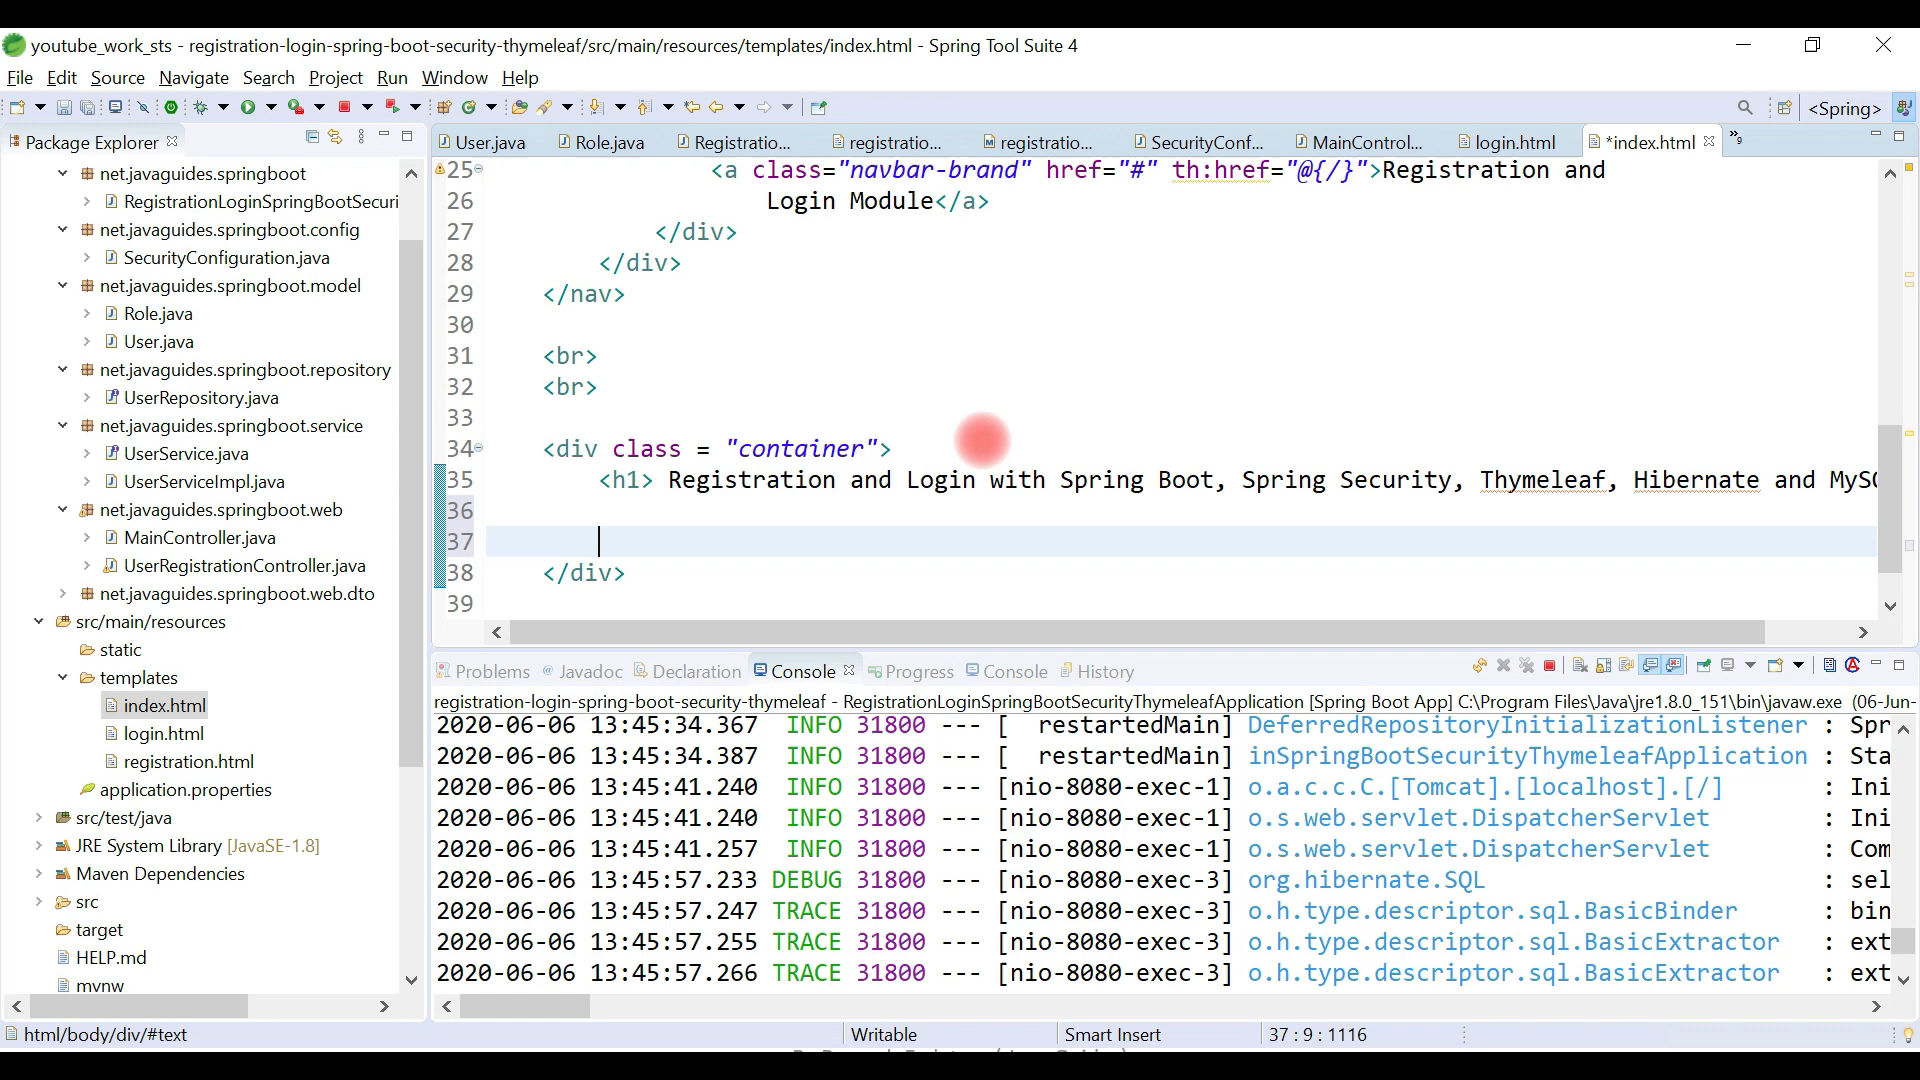 youtube_work_sts - registration-login-spring-boot-security-thymeleaf/src/main/resources/templates/index.html - Spring Tool Suite 4
File Edit Source Navigate Search Project Run Window Help
<Spring>
Package Explorer
net.javaguides.springboot
RegistrationLoginSpringBootSecuri
net.javaguides.springboot.config
SecurityConfiguration.java
net.javaguides.springboot.model
Role.java
User.java
net.javaguides.springboot.repository
UserRepository.java
net.javaguides.springboot.service
UserService.java
UserServiceImpl.java
net.javaguides.springboot.web
MainController.java
UserRegistrationController.java
net.javaguides.springboot.web.dto
src/main/resources
static
templates
index.html
login.html
registration.html
application.properties
src/test/java
JRE System Library [JavaSE-1.8]
Maven Dependencies
src
target
HELP.md
mvnw
User.java Role.java Registratio... registratio... registratio... SecurityConf... MainControl... login.html *index.html »9
25 <a class="navbar-brand" href="#" th:href="@{/}">Registration and
26 Login Module</a>
27 </div>
28 </div>
29 </nav>
30
31 <br>
32 <br>
33
34 <div class = "container">
35 <h1> Registration and Login with Spring Boot, Spring Security, Thymeleaf, Hibernate and MySQ
36
37
38 </div>
39
Problems Javadoc Declaration Console Progress Console History
registration-login-spring-boot-security-thymeleaf - RegistrationLoginSpringBootSecurityThymeleafApplication [Spring Boot App] C:\Program Files\Java\jre1.8.0_151\bin\javaw.exe (06-Jun-
2020-06-06 13:45:34.367 INFO 31800 --- [ restartedMain] DeferredRepositoryInitializationListener : Spr
2020-06-06 13:45:34.387 INFO 31800 --- [ restartedMain] inSpringBootSecurityThymeleafApplication : Sta
2020-06-06 13:45:41.240 INFO 31800 --- [nio-8080-exec-1] o.a.c.c.C.[Tomcat].[localhost].[/] : Ini
2020-06-06 13:45:41.240 INFO 31800 --- [nio-8080-exec-1] o.s.web.servlet.DispatcherServlet : Ini
2020-06-06 13:45:41.257 INFO 31800 --- [nio-8080-exec-1] o.s.web.servlet.DispatcherServlet : Com
2020-06-06 13:45:57.233 DEBUG 31800 --- [nio-8080-exec-3] org.hibernate.SQL : sel
2020-06-06 13:45:57.247 TRACE 31800 --- [nio-8080-exec-3] o.h.type.descriptor.sql.BasicBinder : bin
2020-06-06 13:45:57.255 TRACE 31800 --- [nio-8080-exec-3] o.h.type.descriptor.sql.BasicExtractor : ext
2020-06-06 13:45:57.266 TRACE 31800 --- [nio-8080-exec-3] o.h.type.descriptor.sql.BasicExtractor : ext
html/body/div/#text Writable Smart Insert 37 : 9 : 1116